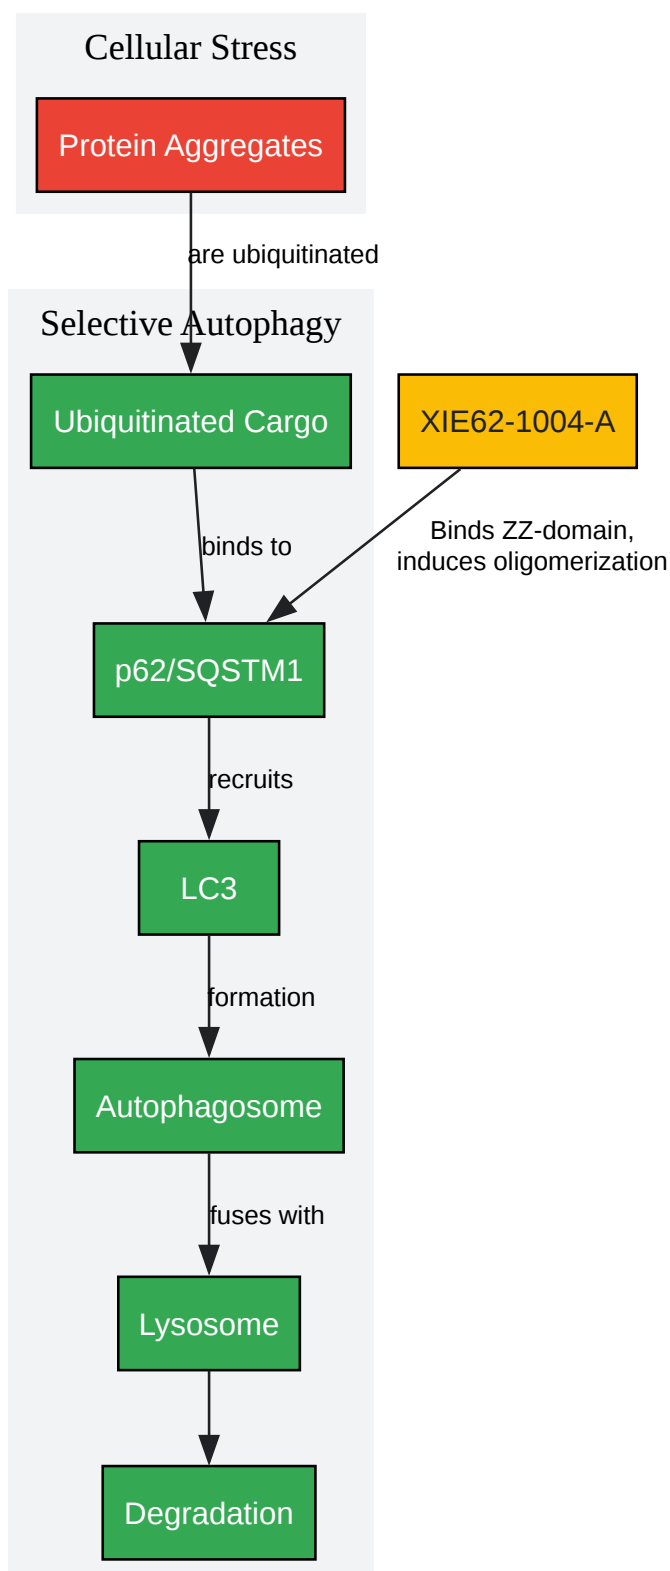 Cellular Stress
Protein Aggregates
are ubiquitinated
Selective Autophagy
Ubiquitinated Cargo
XIE62-1004-A
binds to
Binds ZZ-domain,
induces oligomerization
p62/SQSTM1
recruits
LC3
formation
Autophagosome
fuses with
Lysosome
Degradation